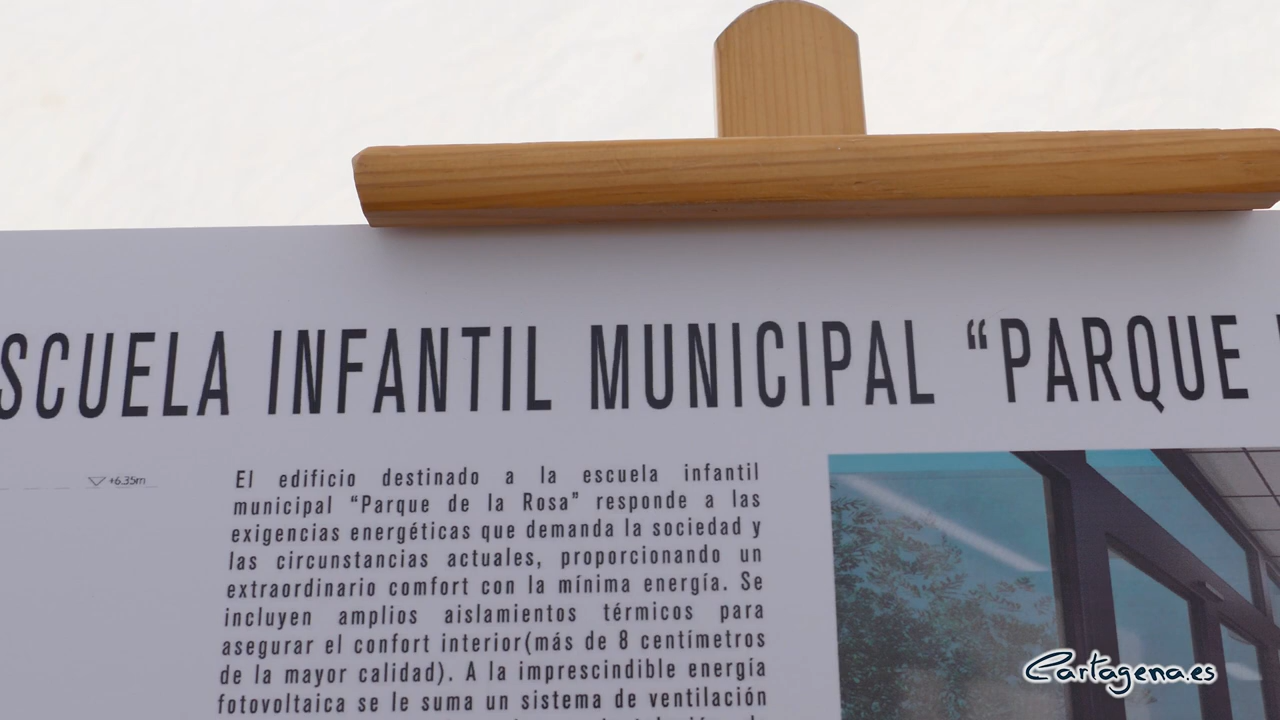 SCUELA INFANTIL MUNICIPAL “PARQUE
+6.35m
El edificio destinado a la escuela infantil
municipal “Parque de la Rosa” responde a las
exigencias energéticas que demanda la sociedad y
las circunstancias actuales, proporcionando un
extraordinario comfort con la mínima energía. Se
incluyen amplios aislamientos térmicos para
asegurar el confort interior(más de 8 centímetros
de la mayor calidad). A la imprescindible energía
fotovoltaica se le suma un sistema de ventilación
Cartagena.es